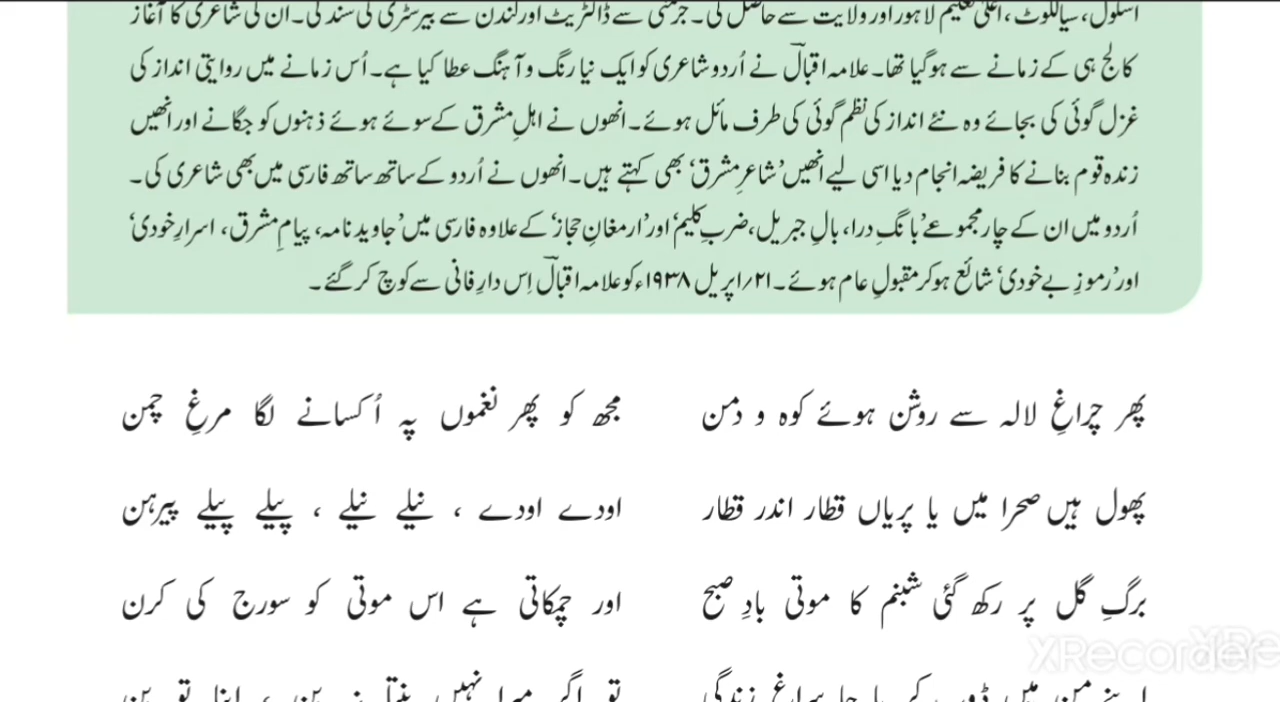 اسکول، سیالکوٹ، اعلیٰ تعلیم لاہور اور ولایت سے حاصل کی۔ جرمنی سے ڈاکٹریٹ اور لندن سے بیرسٹری کی سند لی۔ ان کی شاعری کا آغاز
کالج ہی کے زمانے سے ہوگیا تھا۔ علامہ اقبالؔ نے اُردو شاعری کو ایک نیا رنگ و آہنگ عطا کیا ہے۔ اُس زمانے میں روایتی انداز کی
غزل گوئی کی بجائے وہ نئے انداز کی نظم گوئی کی طرف مائل ہوئے۔ انھوں نے اہلِ مشرق کے سوئے ہوئے ذہنوں کو جگانے اور انھیں
زندہ قوم بنانے کا فریضہ انجام دیا اسی لیے انھیں ’شاعرِ مشرق‘ بھی کہتے ہیں۔ انھوں نے اُردو کے ساتھ ساتھ فارسی میں بھی شاعری کی۔
اُردو میں ان کے چار مجموعے ’بانگِ درا، بالِ جبریل، ضربِ کلیم‘ اور ’ارمغانِ حجاز‘ کے علاوہ فارسی میں ’جاوید نامہ، پیامِ مشرق، اسرارِ خودی‘
اور ’رموزِ بے خودی‘ شائع ہوکر مقبولِ عام ہوئے۔ ۲۱؍اپریل ۱۹۳۸ء کو علامہ اقبالؔ اِس دارِ فانی سے کوچ کر گئے۔
پھر چراغِ لالہ سے روشن ہوئے کوہ و دمن مجھ کو پھر نغموں پہ اُکسانے لگا مرغِ چمن
پھول ہیں صحرا میں یا پریاں قطار اندر قطار اودے اودے ، نیلے نیلے ، پیلے پیلے پیرہن
برگِ گل پر رکھ گئی شبنم کا موتی بادِ صبح اور چمکاتی ہے اس موتی کو سورج کی کرن
XRecorder